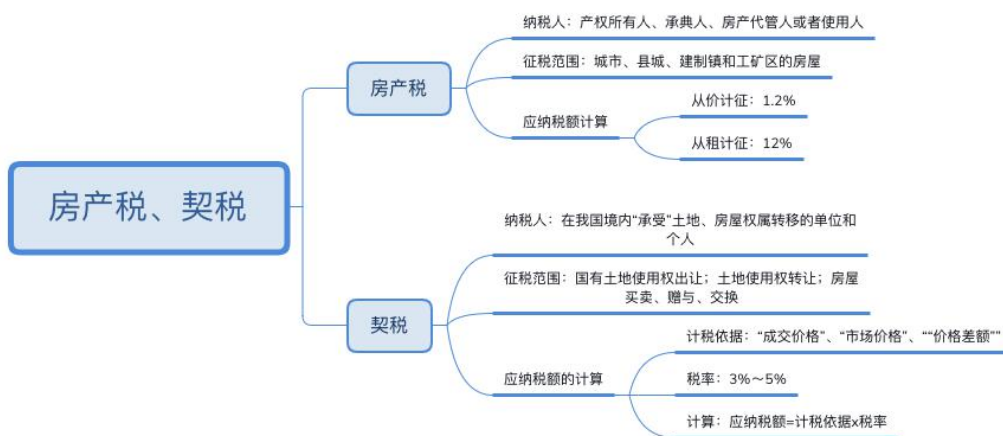 房产税、契税
房产税
纳税人：产权所有人、承典人、房产代管人或者使用人
征税范围：城市、县城、建制镇和工矿区的房屋
应纳税额计算
从价计征：1.2%
从租计征：12%
契税
纳税人：在我国境内“承受”土地、房屋权属转移的单位和
个人
征税范围：国有土地使用权出让；土地使用权转让；房屋
买卖、赠与、交换
应纳税额的计算
计税依据：“成交价格”、“市场价格”、““价格差额””
税率：3%～5%
计算：应纳税额=计税依据x税率